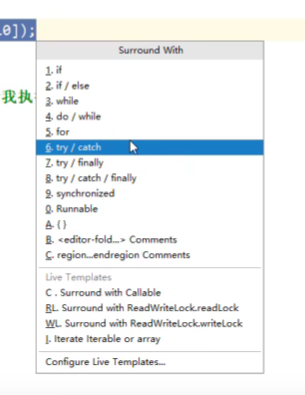 .0]);
Surround With
1. if
2. if / else
3. while
4. do / while
我执
5. for
6. try / catch
7. try / finally
8. try / catch / finally
9. synchronized
0. Runnable
A. { }
B. <editor-fold...> Comments
C. region...endregion Comments
Live Templates
C . Surround with Callable
RL. Surround with ReadWriteLock.readLock
WL. Surround with ReadWriteLock.writeLock
I. Iterate Iterable or array
Configure Live Templates...